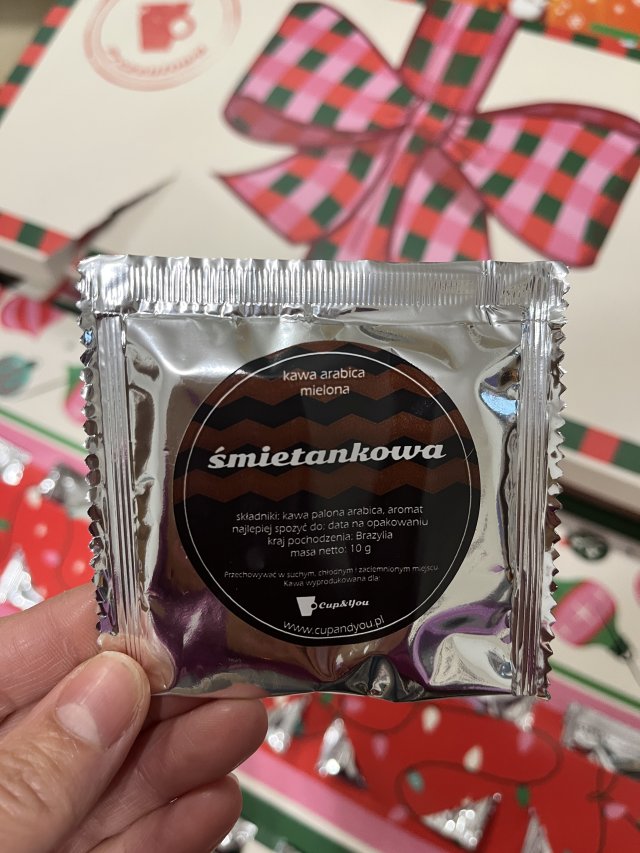 kawa arabica
mielona
śmietankowa
składniki: kawa palona arabica, aromat
najlepiej spożyć do: data na opakowaniu
kraj pochodzenia: Brazylia
masa netto: 10 g
Przechowywać w suchym, chłodnym i zaciemnionym miejscu.
Kawa wyprodukowana dla:
Cup&You
www.cupandyou.pl